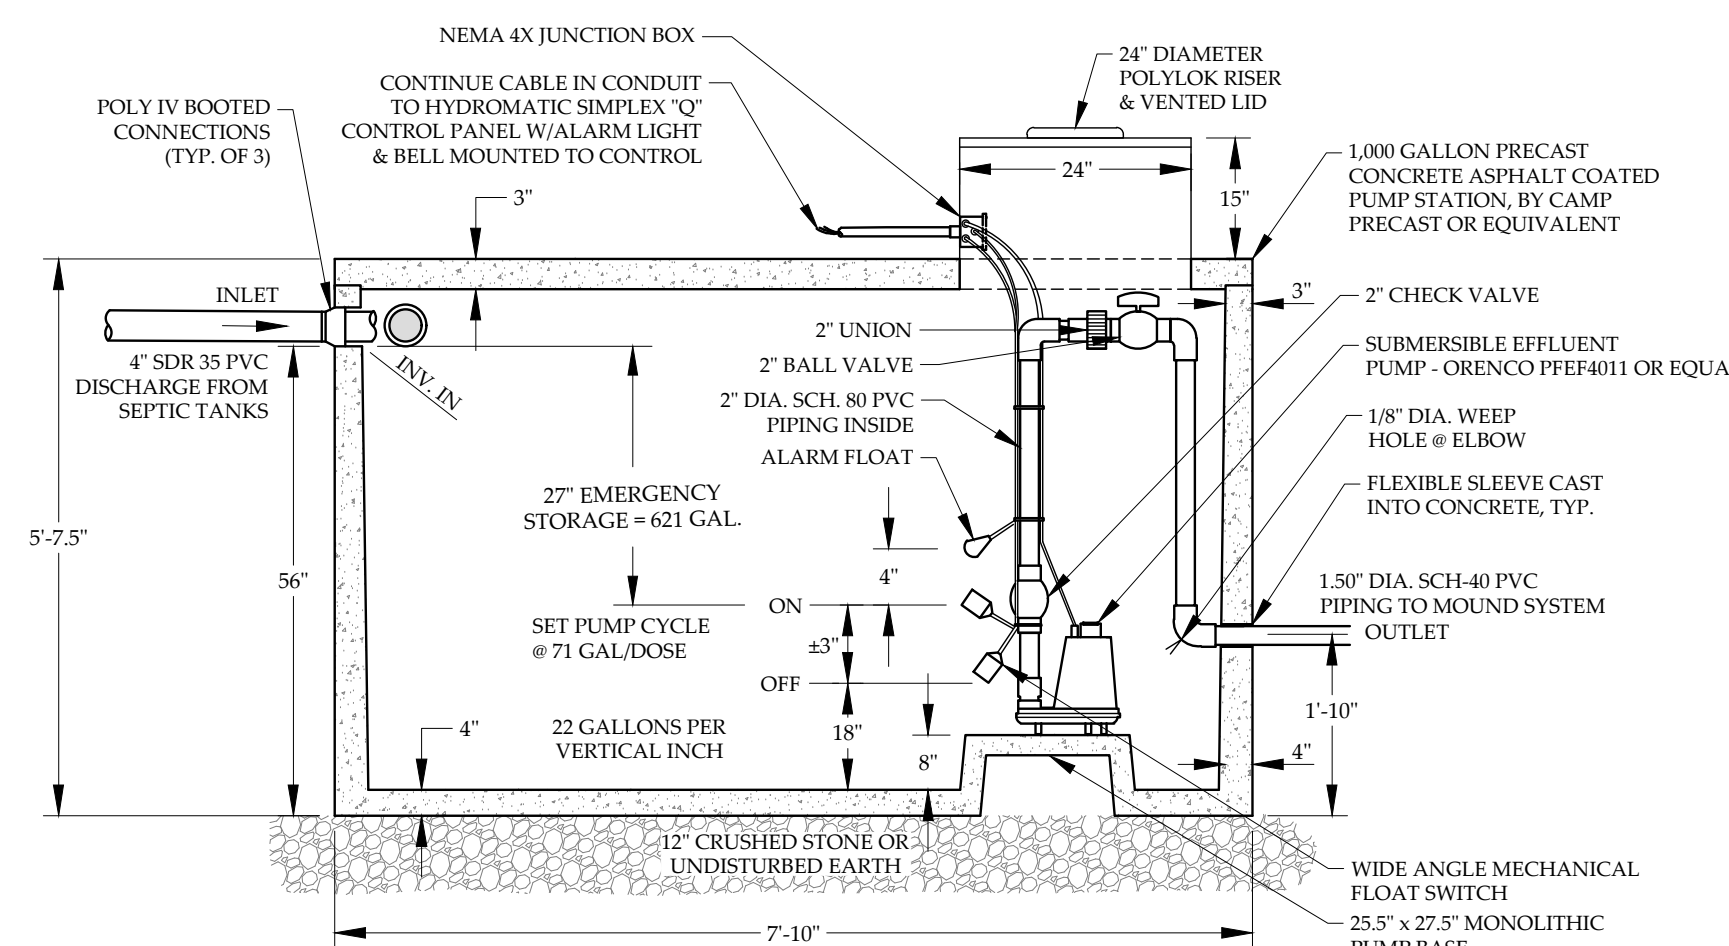 NEMA 4X JUNCTION BOX
CONTINUE CABLE IN CONDUIT
TO HYDROMATIC SIMPLEX "Q"
CONTROL PANEL W/ALARM LIGHT
& BELL MOUNTED TO CONTROL
POLY IV BOOTED
CONNECTIONS
(TYP. OF 3)
24" DIAMETER
POLYLOK RISER
& VENTED LID
24"
15"
1,000 GALLON PRECAST
CONCRETE ASPHALT COATED
PUMP STATION, BY CAMP
PRECAST OR EQUIVALENT
3"
INLET
4" SDR 35 PVC
DISCHARGE FROM
SEPTIC TANKS
INV. IN
3"
2" CHECK VALVE
2" UNION
2" BALL VALVE
SUBMERSIBLE EFFLUENT
PUMP - ORENCO PFEF4011 OR EQUA
2" DIA. SCH. 80 PVC
PIPING INSIDE
1/8" DIA. WEEP
HOLE @ ELBOW
ALARM FLOAT
FLEXIBLE SLEEVE CAST
INTO CONCRETE, TYP.
27" EMERGENCY
STORAGE = 621 GAL.
5'-7.5"
56"
4"
1.50" DIA. SCH-40 PVC
PIPING TO MOUND SYSTEM
OUTLET
ON
SET PUMP CYCLE
@ 71 GAL/DOSE
±3"
OFF
1'-10"
4"
22 GALLONS PER
VERTICAL INCH
18"
8"
4"
12" CRUSHED STONE OR
UNDISTURBED EARTH
WIDE ANGLE MECHANICAL
FLOAT SWITCH
25.5" x 27.5" MONOLITHIC
PUMP BASE
7'-10"